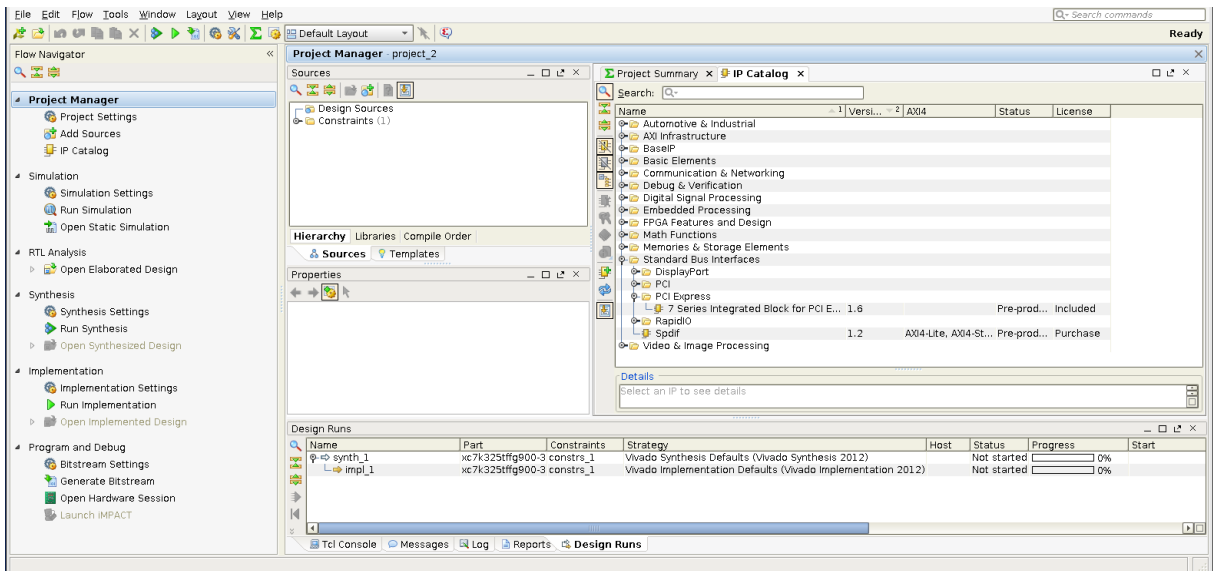 File Edit Flow Tools Window Layout View Help
Search commands
Default Layout
Ready
Flow Navigator
Project Manager
Project Settings
Add Sources
IP Catalog
Simulation
Simulation Settings
Run Simulation
Open Static Simulation
RTL Analysis
Open Elaborated Design
Synthesis
Synthesis Settings
Run Synthesis
Open Synthesized Design
Implementation
Implementation Settings
Run Implementation
Open Implemented Design
Program and Debug
Bitstream Settings
Generate Bitstream
Open Hardware Session
Launch iMPACT
Project Manager - project_2
Sources
Design Sources
Constraints (1)
Hierarchy Libraries Compile Order
Sources Templates
Properties
Project Summary IP Catalog
Search:
Name 1 Versi... 2 AXI4 Status License
Automotive & Industrial
AXI Infrastructure
BaseIP
Basic Elements
Communication & Networking
Debug & Verification
Digital Signal Processing
Embedded Processing
FPGA Features and Design
Math Functions
Memories & Storage Elements
Standard Bus Interfaces
DisplayPort
PCI
PCI Express
7 Series Integrated Block for PCI E... 1.6 Pre-prod... Included
RapidIO
Spdif 1.2 AXI4-Lite, AXI4-St... Pre-prod... Purchase
Video & Image Processing
Details
Select an IP to see details
Design Runs
Name Part Constraints Strategy Host Status Progress Start
synth_1 xc7k325tffg900-3 constrs_1 Vivado Synthesis Defaults (Vivado Synthesis 2012) Not started 0%
impl_1 xc7k325tffg900-3 constrs_1 Vivado Implementation Defaults (Vivado Implementation 2012) Not started 0%
Tcl Console Messages Log Reports Design Runs